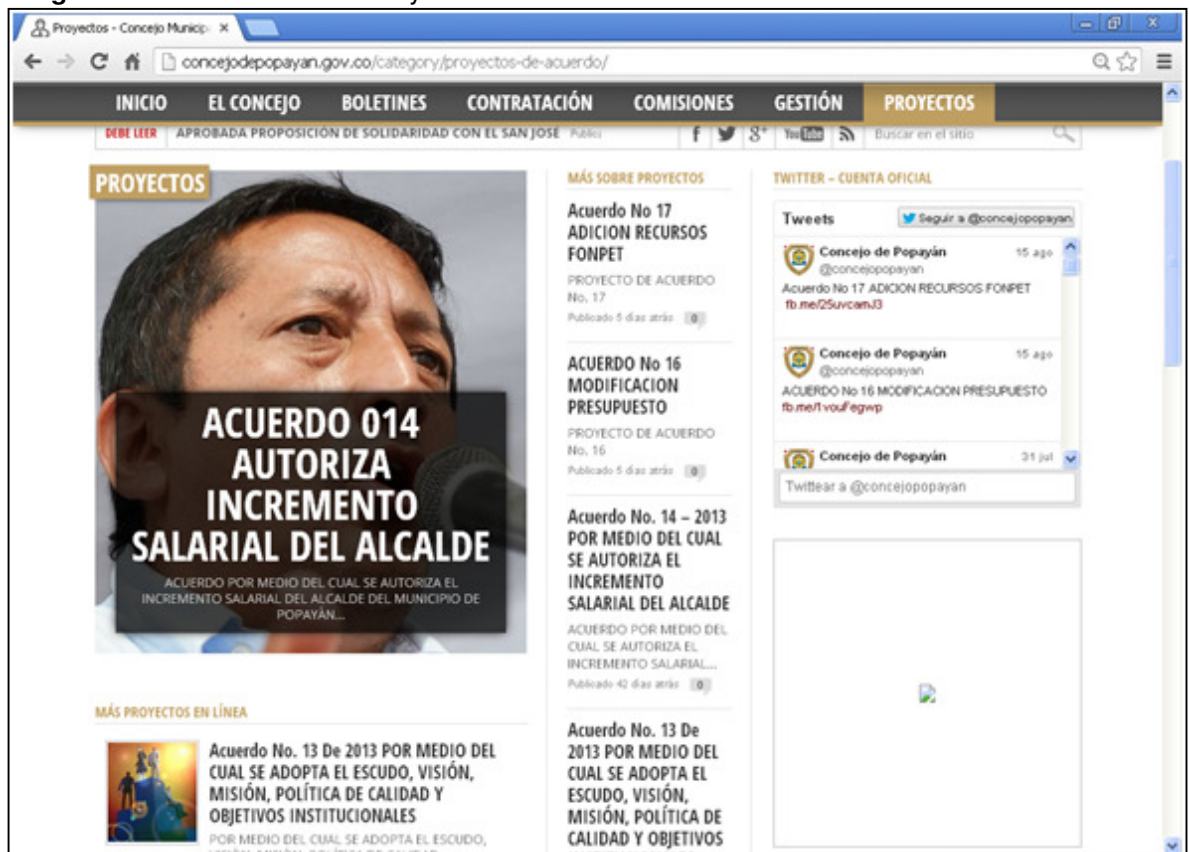 Proyectos - Concejo Municip
concejodepopayan.gov.co/category/proyectos-de-acuerdo/
INICIO EL CONCEJO BOLETINES CONTRATACIÓN COMISIONES GESTIÓN PROYECTOS
DEBE LEER APROBADA PROPOSICIÓN DE SOLIDARIDAD CON EL SAN JOSÉ Publici
You Tube Buscar en el sitio
PROYECTOS
ACUERDO 014
AUTORIZA
INCREMENTO
SALARIAL DEL ALCALDE
ACUERDO POR MEDIO DEL CUAL SE AUTORIZA EL
INCREMENTO SALARIAL DEL ALCALDE DEL MUNICIPIO DE
POPAYÀN...
MÁS PROYECTOS EN LÍNEA
Acuerdo No. 13 De 2013 POR MEDIO DEL
CUAL SE ADOPTA EL ESCUDO, VISIÓN,
MISIÓN, POLÍTICA DE CALIDAD Y
OBJETIVOS INSTITUCIONALES
POR MEDIO DEL CUAL SE ADOPTA EL ESCUDO,
MÁS SOBRE PROYECTOS
Acuerdo No 17
ADICION RECURSOS
FONPET
PROYECTO DE ACUERDO
No. 17
Publicado 5 días atrás 0
ACUERDO No 16
MODIFICACION
PRESUPUESTO
PROYECTO DE ACUERDO
No. 16
Publicado 5 días atrás 0
Acuerdo No. 14 – 2013
POR MEDIO DEL CUAL
SE AUTORIZA EL
INCREMENTO
SALARIAL DEL ALCALDE
ACUERDO POR MEDIO DEL
CUAL SE AUTORIZA EL
INCREMENTO SALARIAL...
Publicado 42 días atrás 0
Acuerdo No. 13 De
2013 POR MEDIO DEL
CUAL SE ADOPTA EL
ESCUDO, VISIÓN,
MISIÓN, POLÍTICA DE
CALIDAD Y OBJETIVOS
TWITTER – CUENTA OFICIAL
Tweets Seguir a @concejopopayan
Concejo de Popayán 15 ago
@concejopopayan
Acuerdo No 17 ADICION RECURSOS FONPET
fb.me/25uvcamJ3
Concejo de Popayán 15 ago
@concejopopayan
ACUERDO No 16 MODIFICACION PRESUPUESTO
fb.me/1vouFegwp
Concejo de Popayán 31 jul
Twittear a @concejopopayan